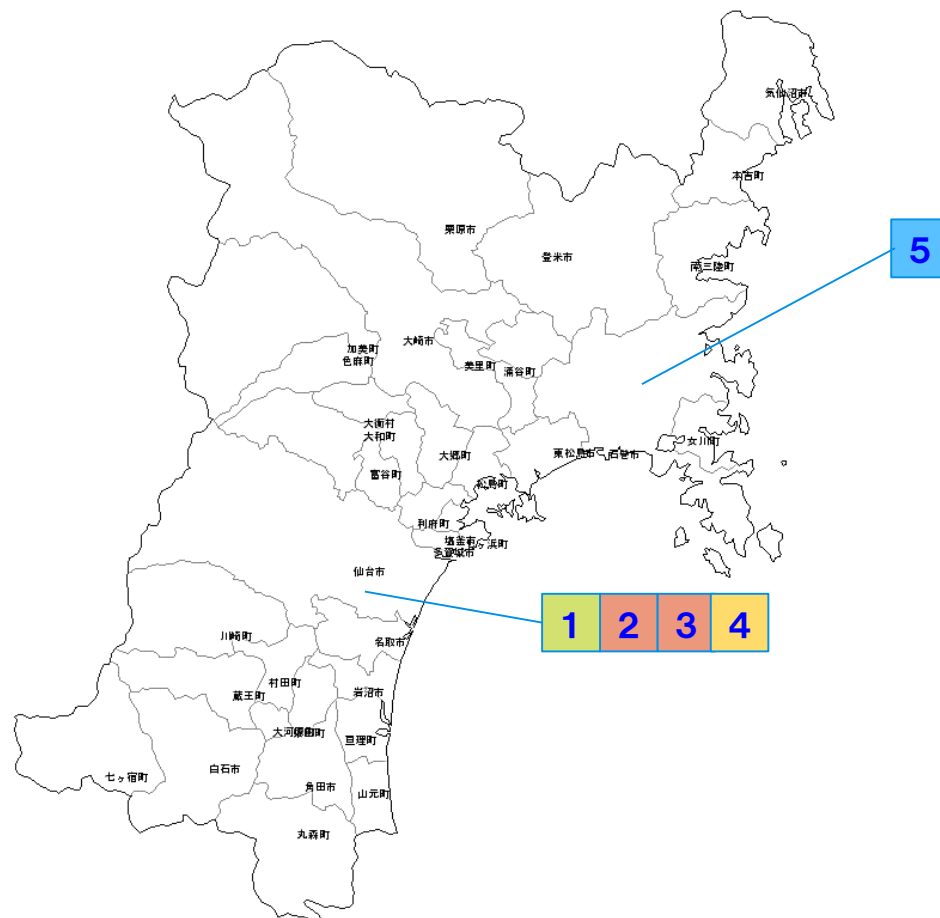 気仙沼市
本吉町
栗原市
5
登米市
南三陸町
大崎市
加美町
色麻町
美里町
涌谷町
大衡村
大和町
女川町
東松島市
石巻市
大郷町
富谷町
松島町
利府町
塩釜市
七ヶ浜町
多賀城市
仙台市
1 2 3 4
川崎町
名取市
村田町
蔵王町
岩沼市
大河原町
柴田町
亘理町
白石市
七ヶ宿町
角田市
山元町
丸森町